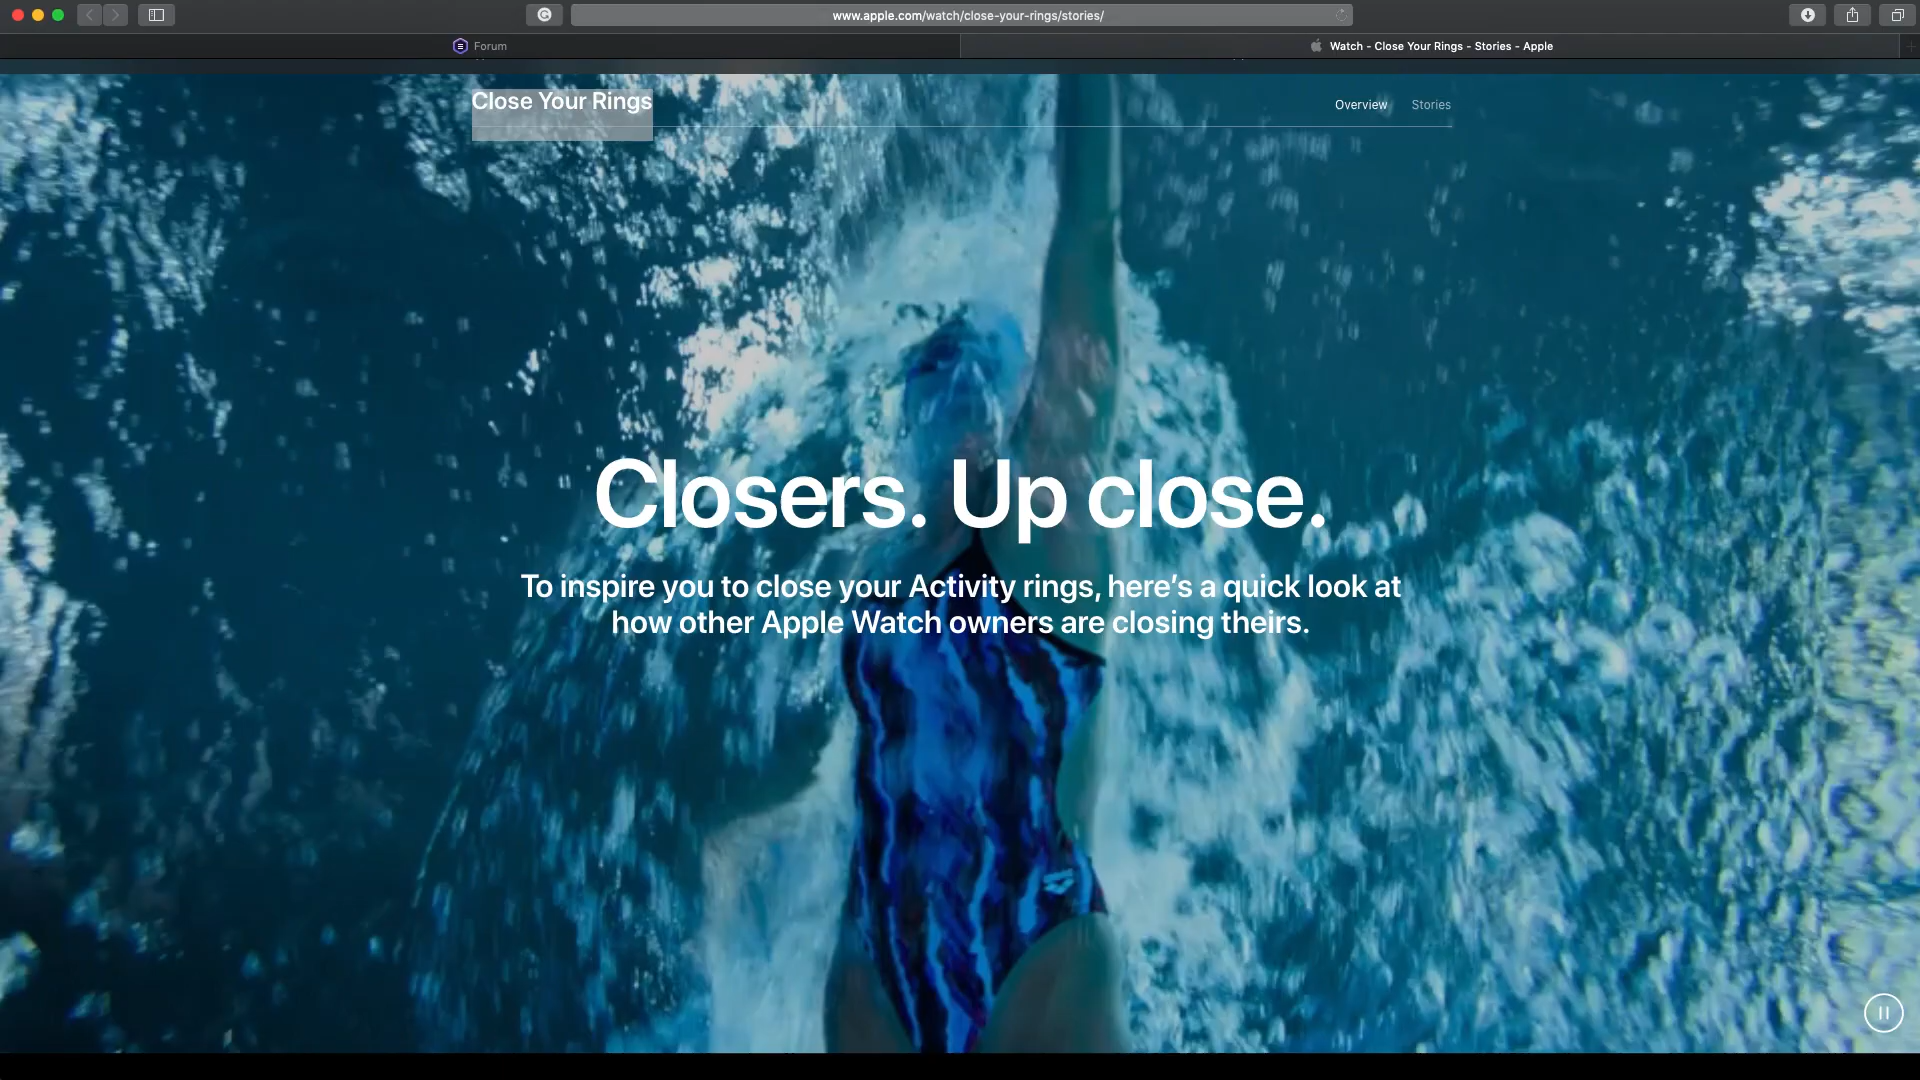 www.apple.com/watch/close-your-rings/stories/
Forum
Watch - Close Your Rings - Stories - Apple
Close Your Rings
Overview
Stories
Closers. Up close.
To inspire you to close your Activity rings, here’s a quick look at
how other Apple Watch owners are closing theirs.